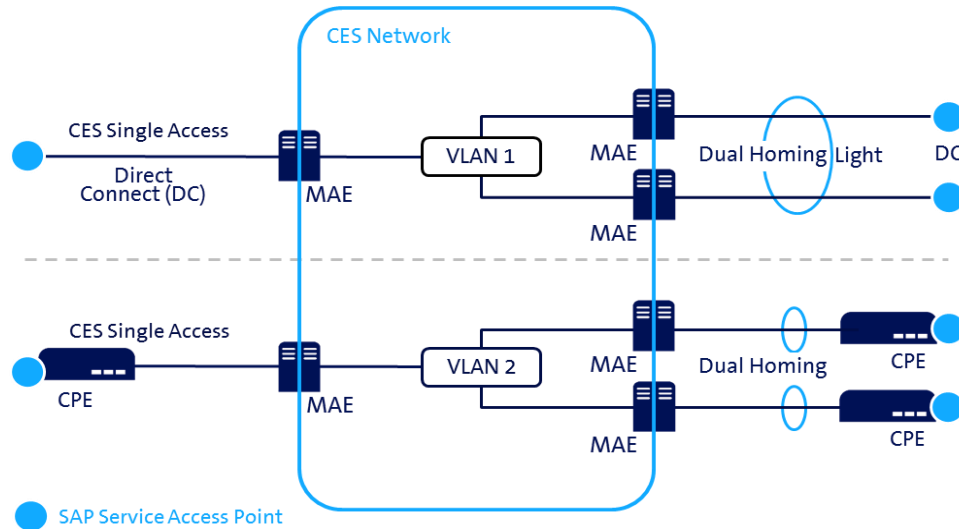 CES Network
CES Single Access
Direct
Connect (DC)
MAE
VLAN 1
MAE
MAE
Dual Homing Light
DC
CES Single Access
CPE
MAE
VLAN 2
MAE
MAE
Dual Homing
CPE
CPE
SAP Service Access Point